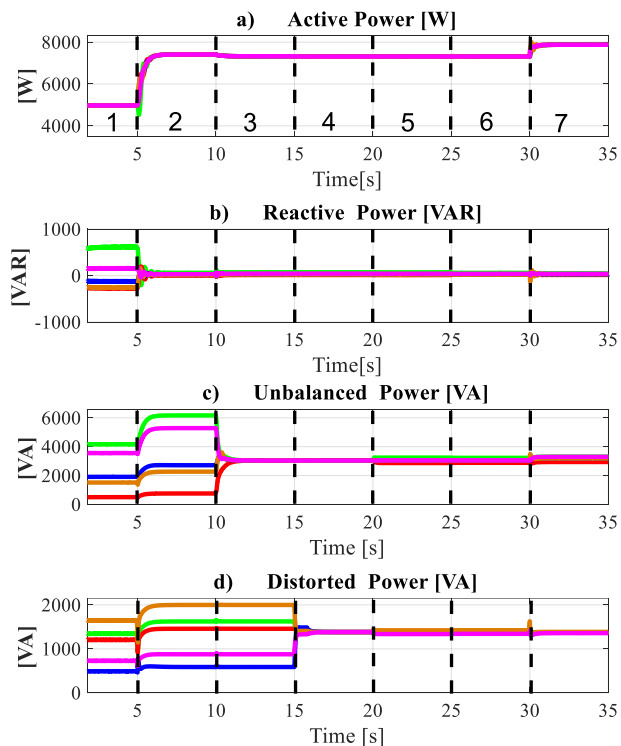 a) Active Power [W]
[W]
8000
6000
4000
1 2 3 4 5 6 7
5 10 15 20 25 30 35
Time[s]
b) Reactive Power [VAR]
[VAR]
1000
0
-1000
5 10 15 20 25 30 35
Time[s]
c) Unbalanced Power [VA]
[VA]
6000
4000
2000
0
5 10 15 20 25 30 35
Time [s]
d) Distorted Power [VA]
[VA]
2000
1000
0
5 10 15 20 25 30 35
Time [s]